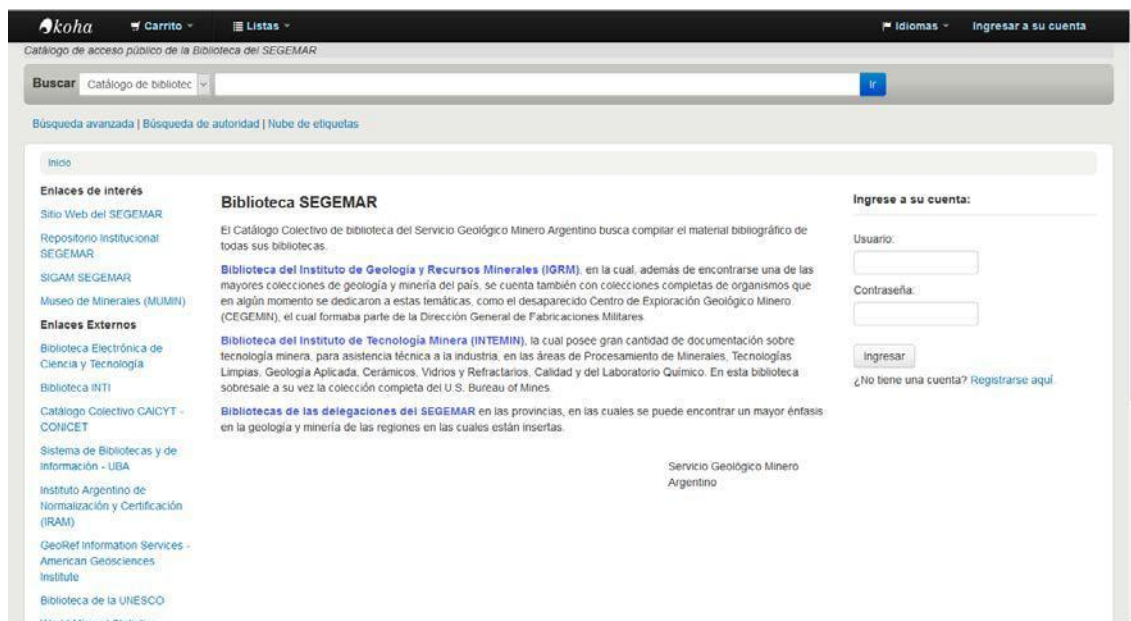 koha Carrito Listas Idiomas Ingresar a su cuenta
Catálogo de acceso público de la Biblioteca del SEGEMAR
Buscar Catálogo de bibliotec Ir
Búsqueda avanzada | Búsqueda de autoridad | Nube de etiquetas
Inicio
Enlaces de interés
Sitio Web del SEGEMAR
Repositorio Institucional
SEGEMAR
SIGAM SEGEMAR
Museo de Minerales (MUMIN)
Enlaces Externos
Biblioteca Electrónica de
Ciencia y Tecnología
Biblioteca INTI
Catálogo Colectivo CAICYT -
CONICET
Sistema de Bibliotecas y de
Información - UBA
Instituto Argentino de
Normalización y Certificación
(IRAM)
GeoRef Information Services -
American Geosciences
Institute
Biblioteca de la UNESCO
Biblioteca SEGEMAR
El Catálogo Colectivo de biblioteca del Servicio Geológico Minero Argentino busca compilar el material bibliográfico de
todas sus bibliotecas.
Biblioteca del Instituto de Geología y Recursos Minerales (IGRM), en la cual, además de encontrarse una de las
mayores colecciones de geología y minería del país, se cuenta también con colecciones completas de organismos que
en algún momento se dedicaron a estas temáticas, como el desaparecido Centro de Exploración Geológico Minero
(CEGEMIN), el cual formaba parte de la Dirección General de Fabricaciones Militares.
Biblioteca del Instituto de Tecnología Minera (INTEMIN), la cual posee gran cantidad de documentación sobre
tecnología minera, para asistencia técnica a la industria, en las áreas de Procesamiento de Minerales, Tecnologías
Limpias, Geología Aplicada, Cerámicos, Vidrios y Refractarios, Calidad y del Laboratorio Químico. En esta biblioteca
sobresale a su vez la colección completa del U.S. Bureau of Mines.
Bibliotecas de las delegaciones del SEGEMAR en las provincias, en las cuales se puede encontrar un mayor énfasis
en la geología y minería de las regiones en las cuales están insertas.
Servicio Geológico Minero
Argentino
Ingrese a su cuenta:
Usuario:
Contraseña:
Ingresar
¿No tiene una cuenta? Registrarse aquí.